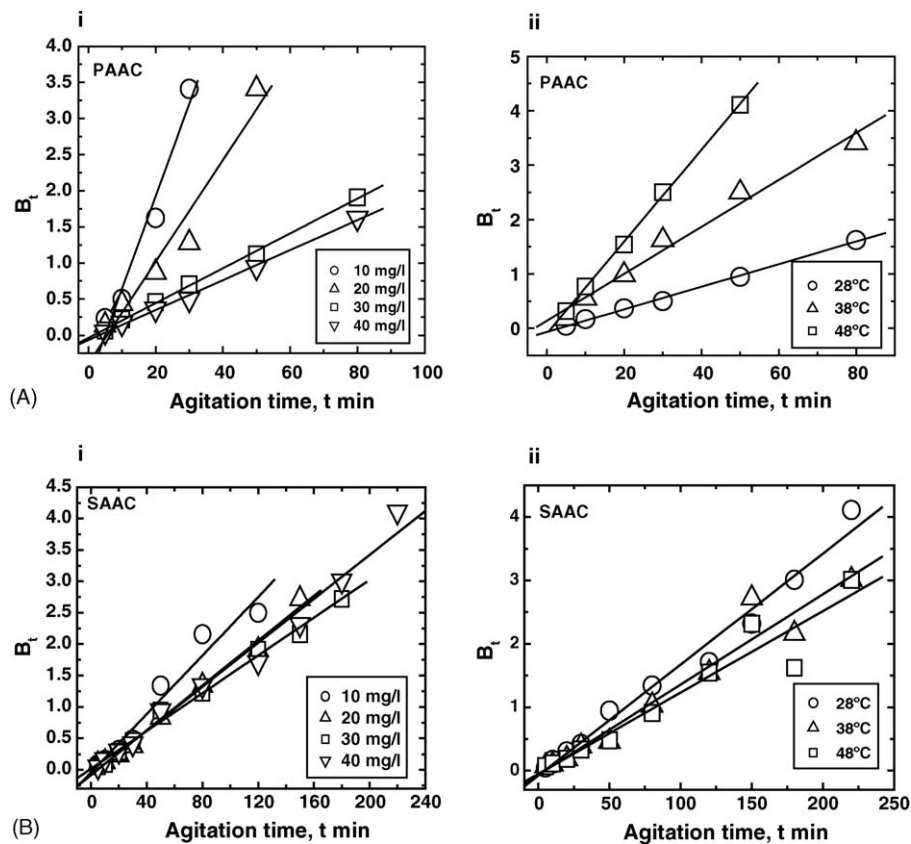 i
PAAC
3.5
3.0
2.5
2.0
1.5
1.0
0.5
0.0
B_t
0 20 40 60 80 100
Agitation time, t min
10 mg/l
20 mg/l
30 mg/l
40 mg/l
(A)
ii
PAAC
5
4
3
2
1
0
B_t
0 20 40 60 80
Agitation time, t min
28°C
38°C
48°C
i
SAAC
4.5
4.0
3.5
3.0
2.5
2.0
1.5
1.0
0.5
0.0
B_t
0 40 80 120 160 200 240
Agitation time, t min
10 mg/l
20 mg/l
30 mg/l
40 mg/l
(B)
ii
SAAC
4
3
2
1
0
B_t
0 50 100 150 200 250
Agitation time, t min
28°C
38°C
48°C